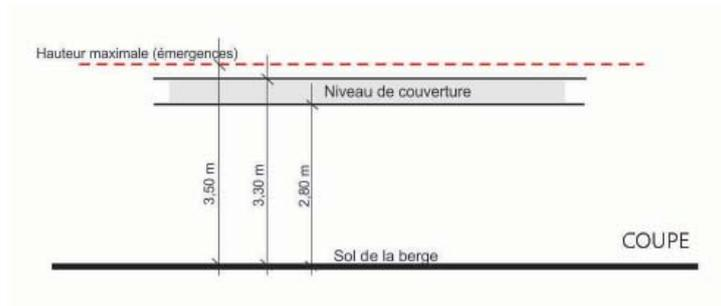 Hauteur maximale (émergences)
Niveau de couverture
3,50 m
3,30 m
2,80 m
COUPE
Sol de la berge